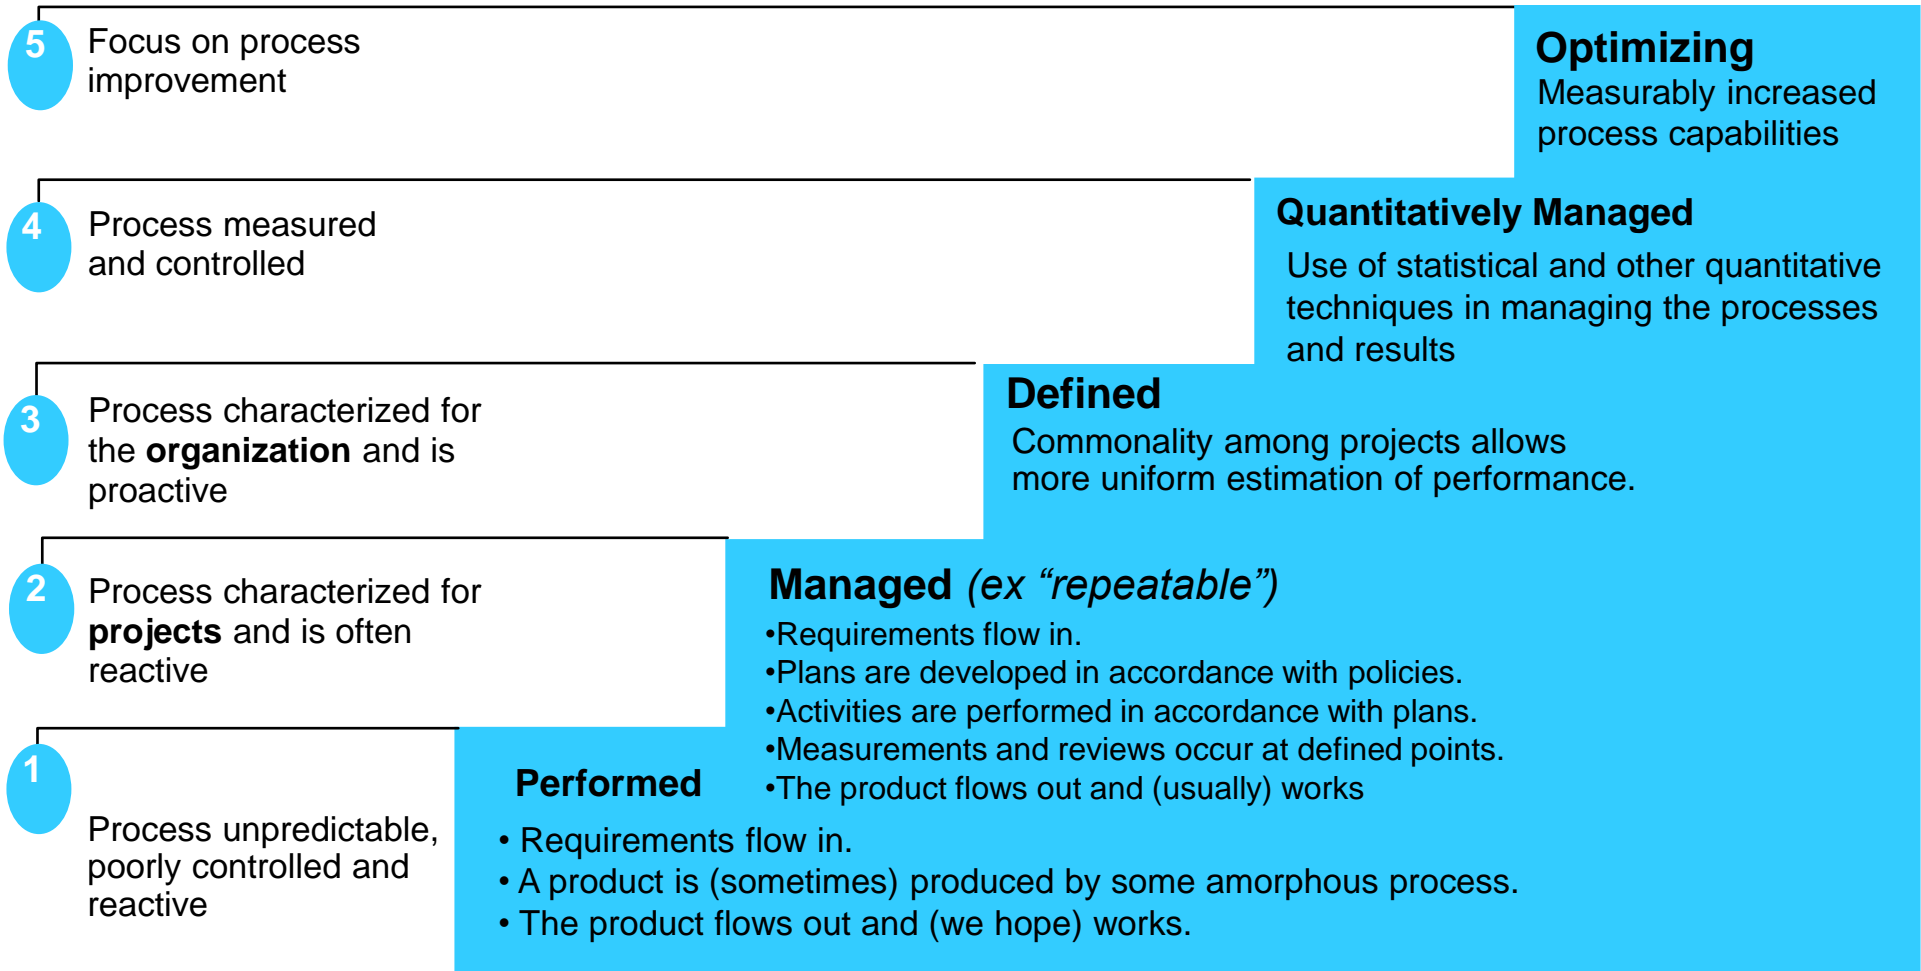 5
Focus on process
improvement
Optimizing
Measurably increased
process capabilities
4
Process measured
and controlled
Quantitatively Managed
Use of statistical and other quantitative
techniques in managing the processes
and results
3
Process characterized for
the organization and is
proactive
Defined
Commonality among projects allows
more uniform estimation of performance.
2
Process characterized for
projects and is often
reactive
Managed (ex “repeatable”)
•Requirements flow in.
•Plans are developed in accordance with policies.
•Activities are performed in accordance with plans.
•Measurements and reviews occur at defined points.
•The product flows out and (usually) works
1
Process unpredictable,
poorly controlled and
reactive
Performed
• Requirements flow in.
• A product is (sometimes) produced by some amorphous process.
• The product flows out and (we hope) works.